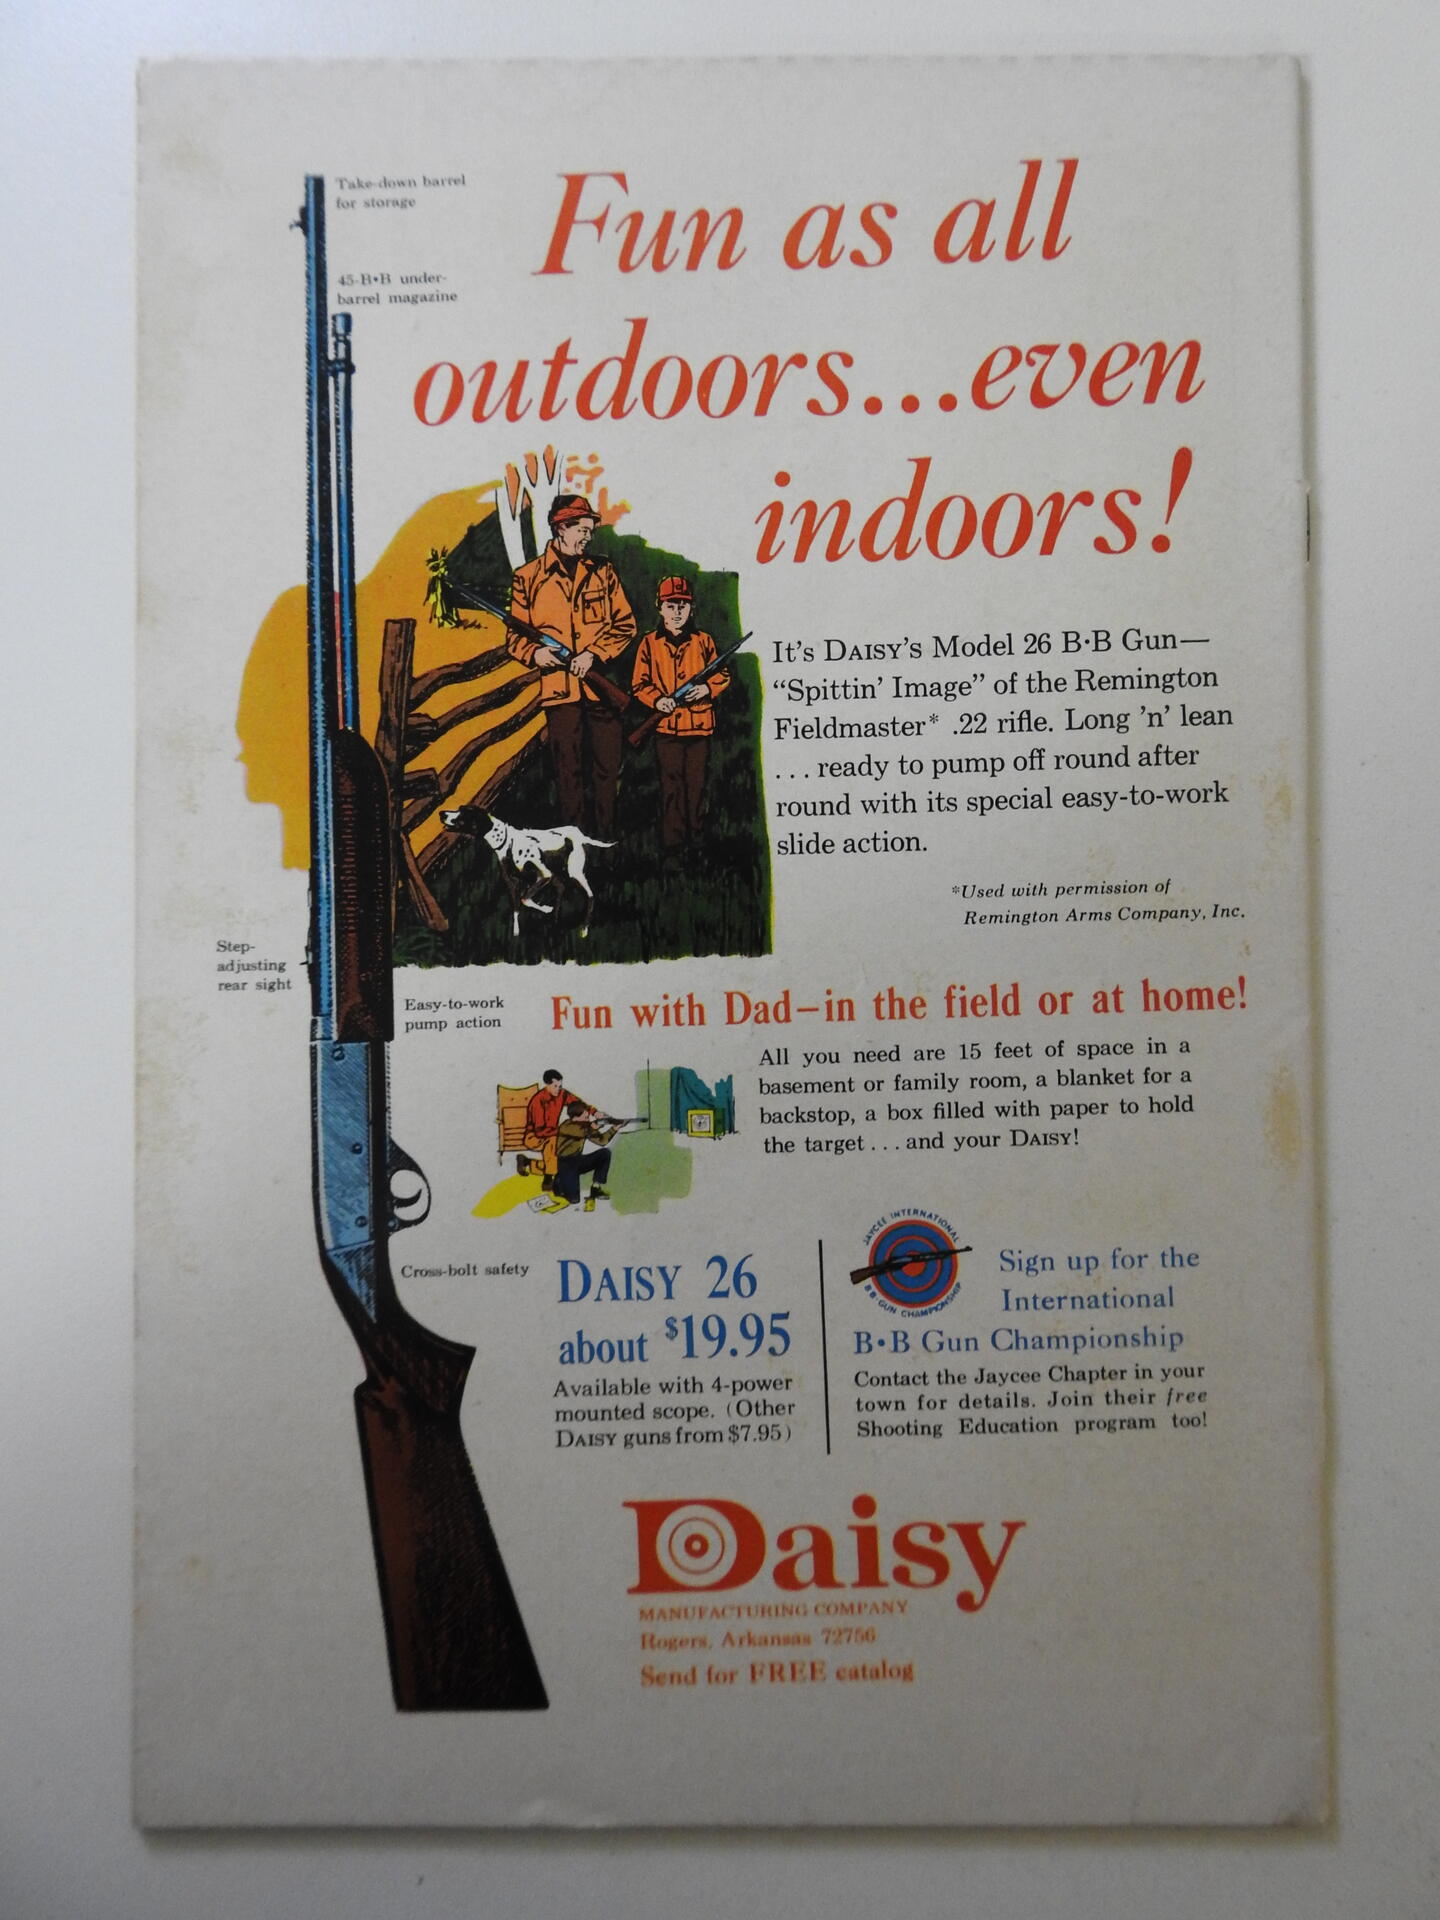 Take-down barrel
for storage
45-B•B under-
barrel magazine
Fun as all
outdoors...even
indoors!
It's DAISY'S Model 26 B·B Gun—
“Spittin' Image” of the Remington
Fieldmaster* .22 rifle. Long 'n' lean
...ready to pump off round after
round with its special easy-to-work
slide action.
*Used with permission of
Remington Arms Company, Inc.
Step-
adjusting
rear sight
Easy-to-work
pump action
Fun with Dad—in the field or at home!
All you need are 15 feet of space in a
basement or family room, a blanket for a
backstop, a box filled with paper to hold
the target...and your DAISY!
Cross-bolt safety
DAISY 26
about $19.95
Available with 4-power
mounted scope. (Other
DAISY guns from $7.95)
JAYCEE INTERNATIONAL
B·B·GUN CHAMPIONSHIP
Sign up for the
International
B•B Gun Championship
Contact the Jaycee Chapter in your
town for details. Join their free
Shooting Education program too!
Daisy
MANUFACTURING COMPANY
Rogers, Arkansas 72756
Send for FREE catalog